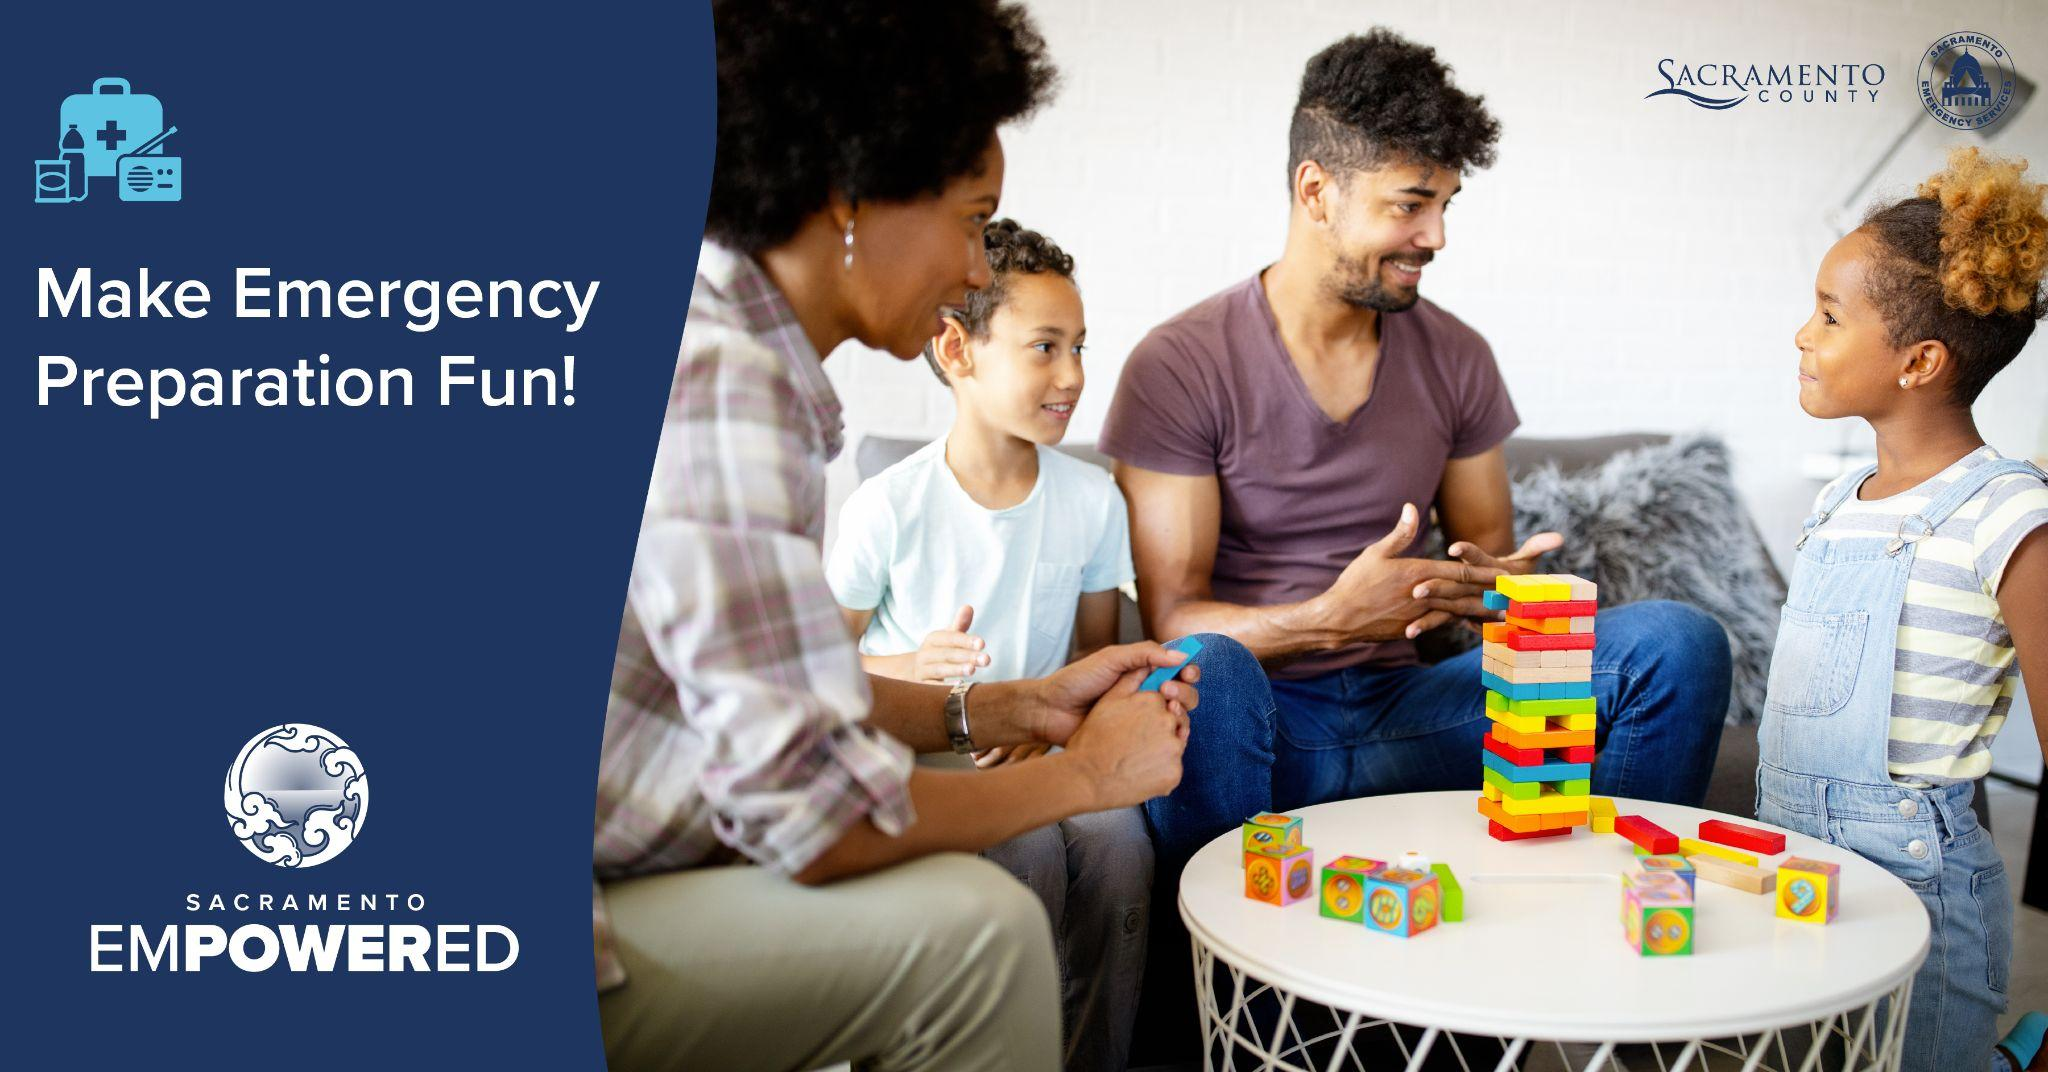 Make Emergency
Preparation Fun!
SACRAMENTO
EMPOWERED
SACRAMENTO
COUNTY
SACRAMENTO
EMERGENCY SERVICES